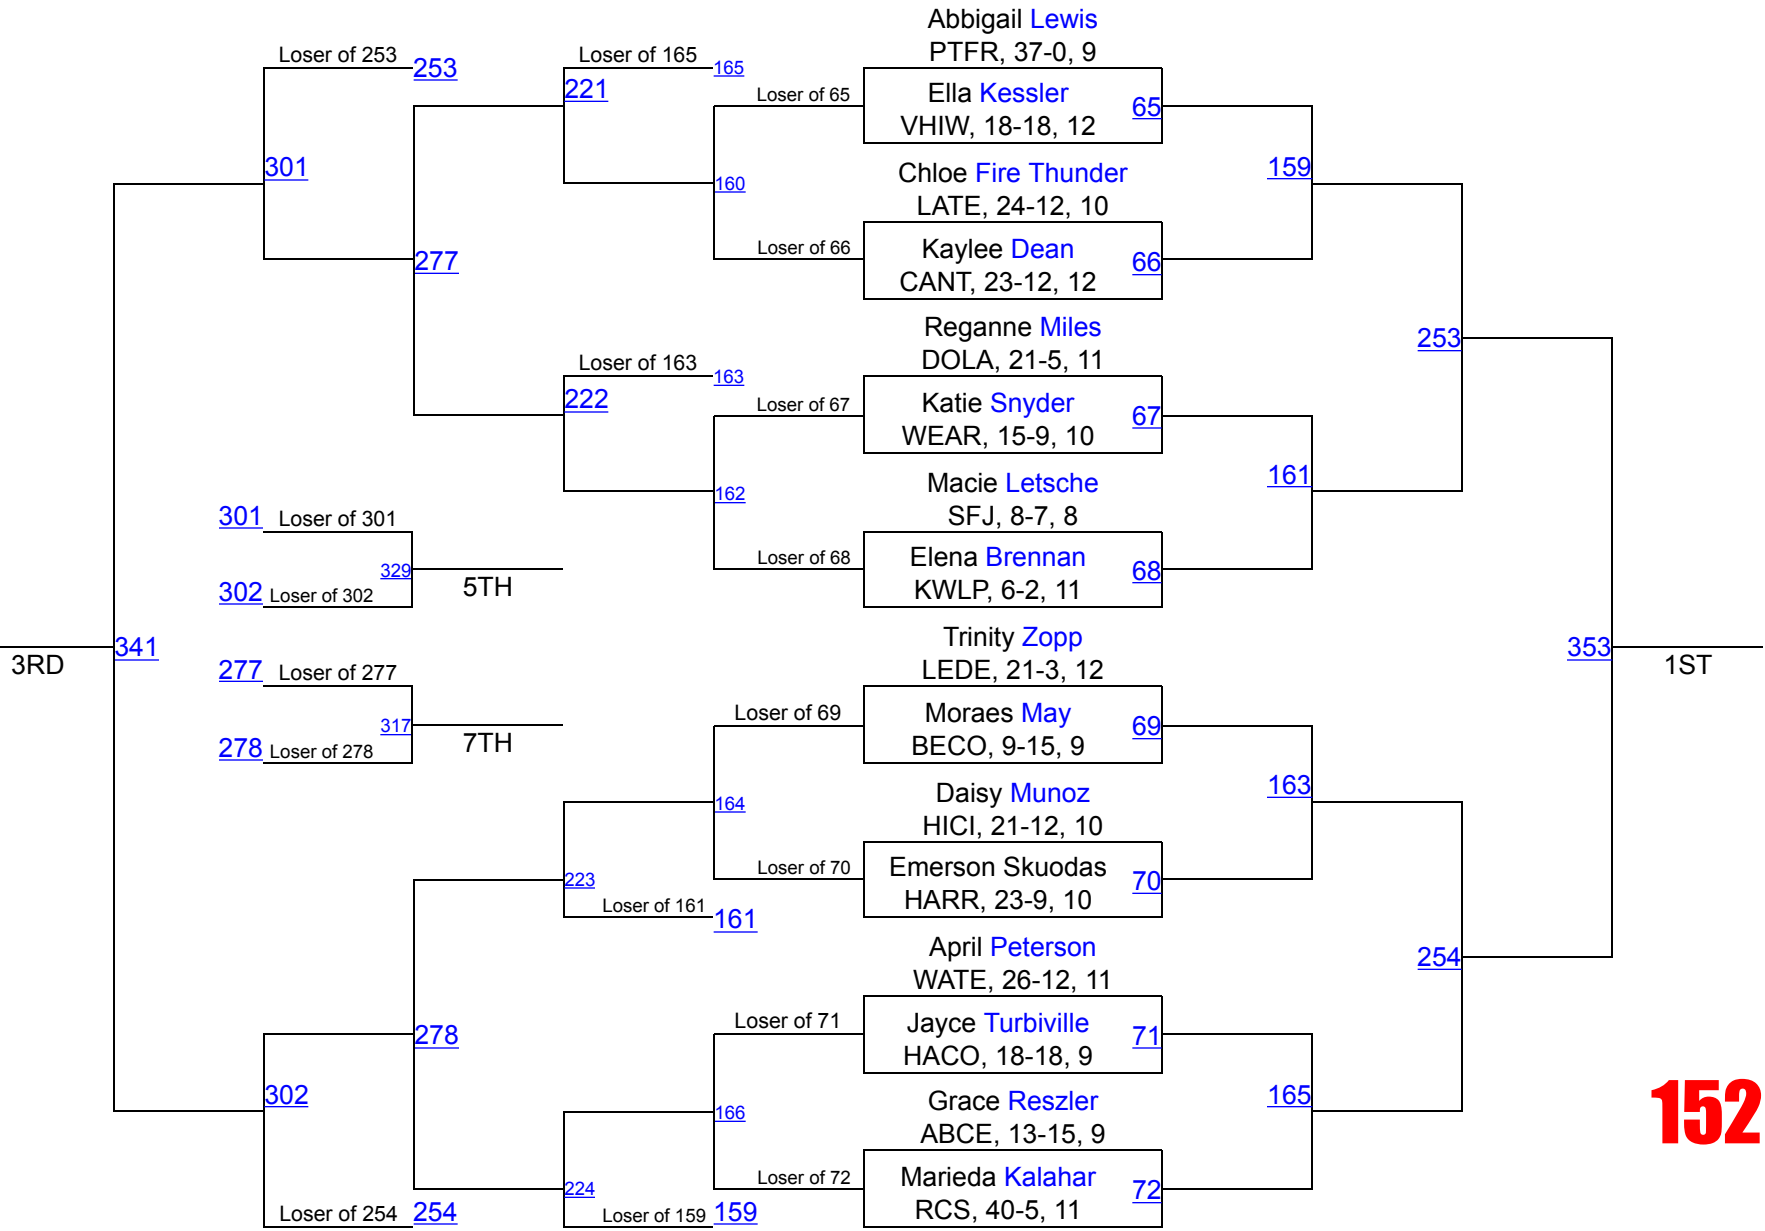 Abbigail Lewis
PTFR, 37-0, 9
Loser of 253
253
Loser of 165
165
221
Loser of 65
Ella Kessler
VHIW, 18-18, 12
65
301
160
Chloe Fire Thunder
LATE, 24-12, 10
159
Loser of 66
Kaylee Dean
CANT, 23-12, 12
66
277
Reganne Miles
DOLA, 21-5, 11
253
Loser of 163
163
222
Loser of 67
Katie Snyder
WEAR, 15-9, 10
67
162
Macie Letsche
SFJ, 8-7, 8
161
301
Loser of 301
Loser of 68
Elena Brennan
KWLP, 6-2, 11
68
329
5TH
302
Loser of 302
Trinity Zopp
LEDE, 21-3, 12
3RD
341
353
1ST
277
Loser of 277
Loser of 69
Moraes May
BECO, 9-15, 9
69
317
7TH
278
Loser of 278
164
Daisy Munoz
HICI, 21-12, 10
163
Loser of 70
Emerson Skuodas
HARR, 23-9, 10
70
223
Loser of 161
161
April Peterson
WATE, 26-12, 11
254
278
Loser of 71
Jayce Turbiville
HACO, 18-18, 9
71
302
166
Grace Reszler
ABCE, 13-15, 9
165
152
Loser of 72
Marieda Kalahar
RCS, 40-5, 11
72
224
Loser of 254
254
Loser of 159
159